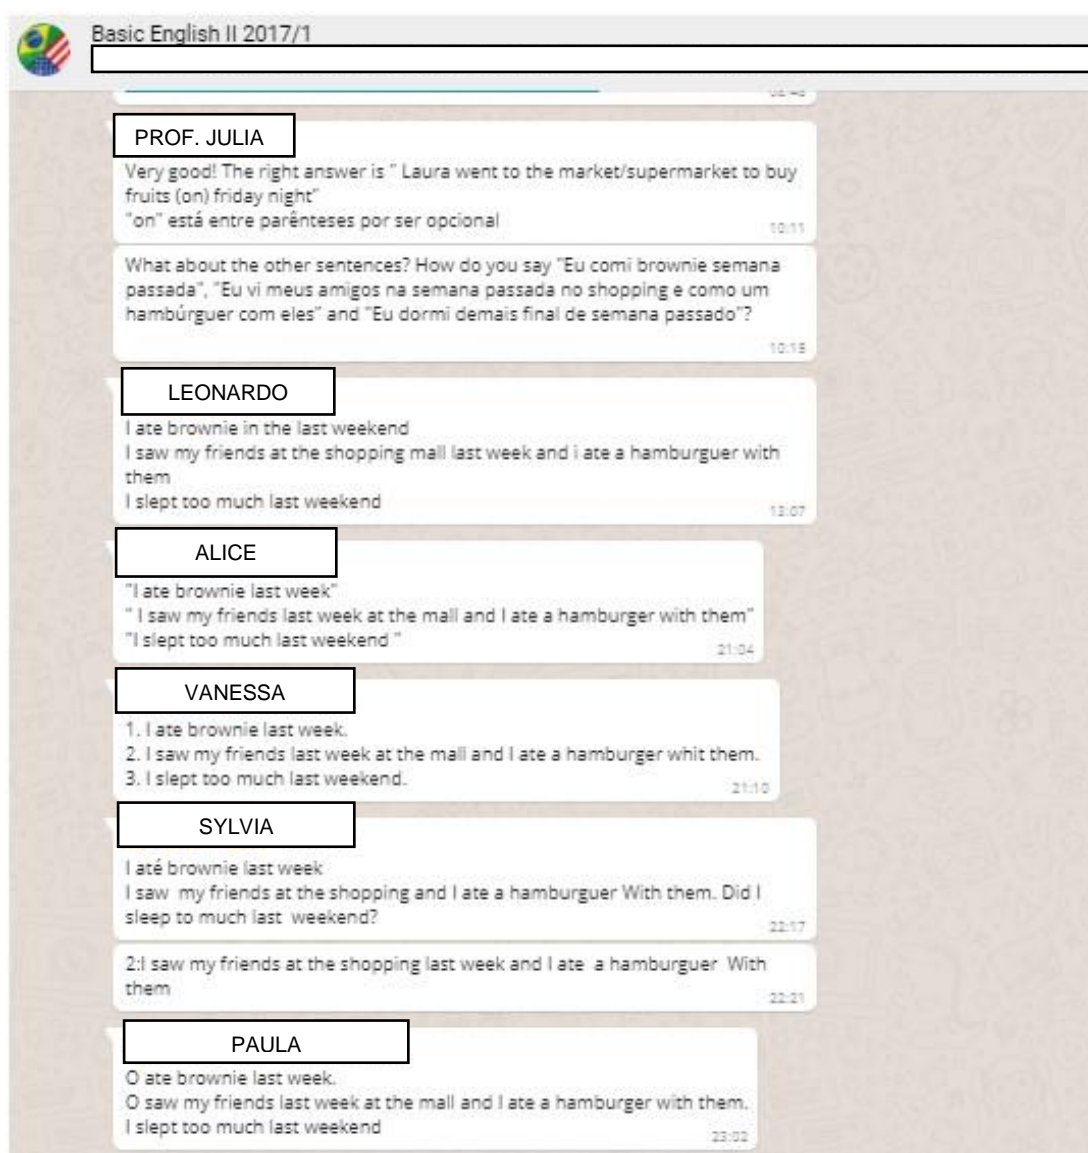 Basic English II 2017/1
PROF. JULIA
Very good! The right answer is " Laura went to the market/supermarket to buy
fruits (on) friday night"
"on" está entre parênteses por ser opcional
10:11
What about the other sentences? How do you say "Eu comi brownie semana
passada", "Eu vi meus amigos na semana passada no shopping e como um
hambúrguer com eles" and "Eu dormi demais final de semana passado"?
10:15
LEONARDO
I ate brownie in the last weekend
I saw my friends at the shopping mall last week and i ate a hamburguer with
them
I slept too much last weekend
13:07
ALICE
"I ate brownie last week"
" I saw my friends last week at the mall and I ate a hamburger with them"
"I slept too much last weekend "
21:04
VANESSA
1. I ate brownie last week.
2. I saw my friends last week at the mall and I ate a hamburger whit them.
3. I slept too much last weekend.
21:10
SYLVIA
I até brownie last week
I saw  my friends at the shopping and I ate a hamburguer With them. Did I
sleep to much last  weekend?
22:17
2:I saw my friends at the shopping last week and I ate  a hamburguer  With
them
22:21
PAULA
O ate brownie last week.
O saw my friends last week at the mall and I ate a hamburger with them.
I slept too much last weekend
23:02